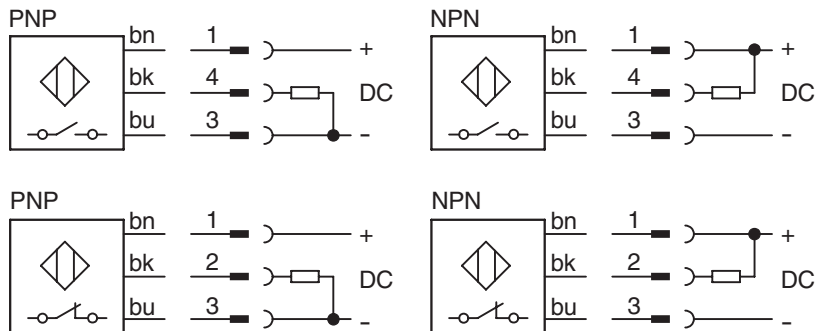 PNP NPN
bn 1 + bn 1 +
bk 4 DC bk 4 DC
bu 3 - bu 3 -
PNP NPN
bn 1 + bn 1 +
bk 2 DC bk 2 DC
bu 3 - bu 3 -